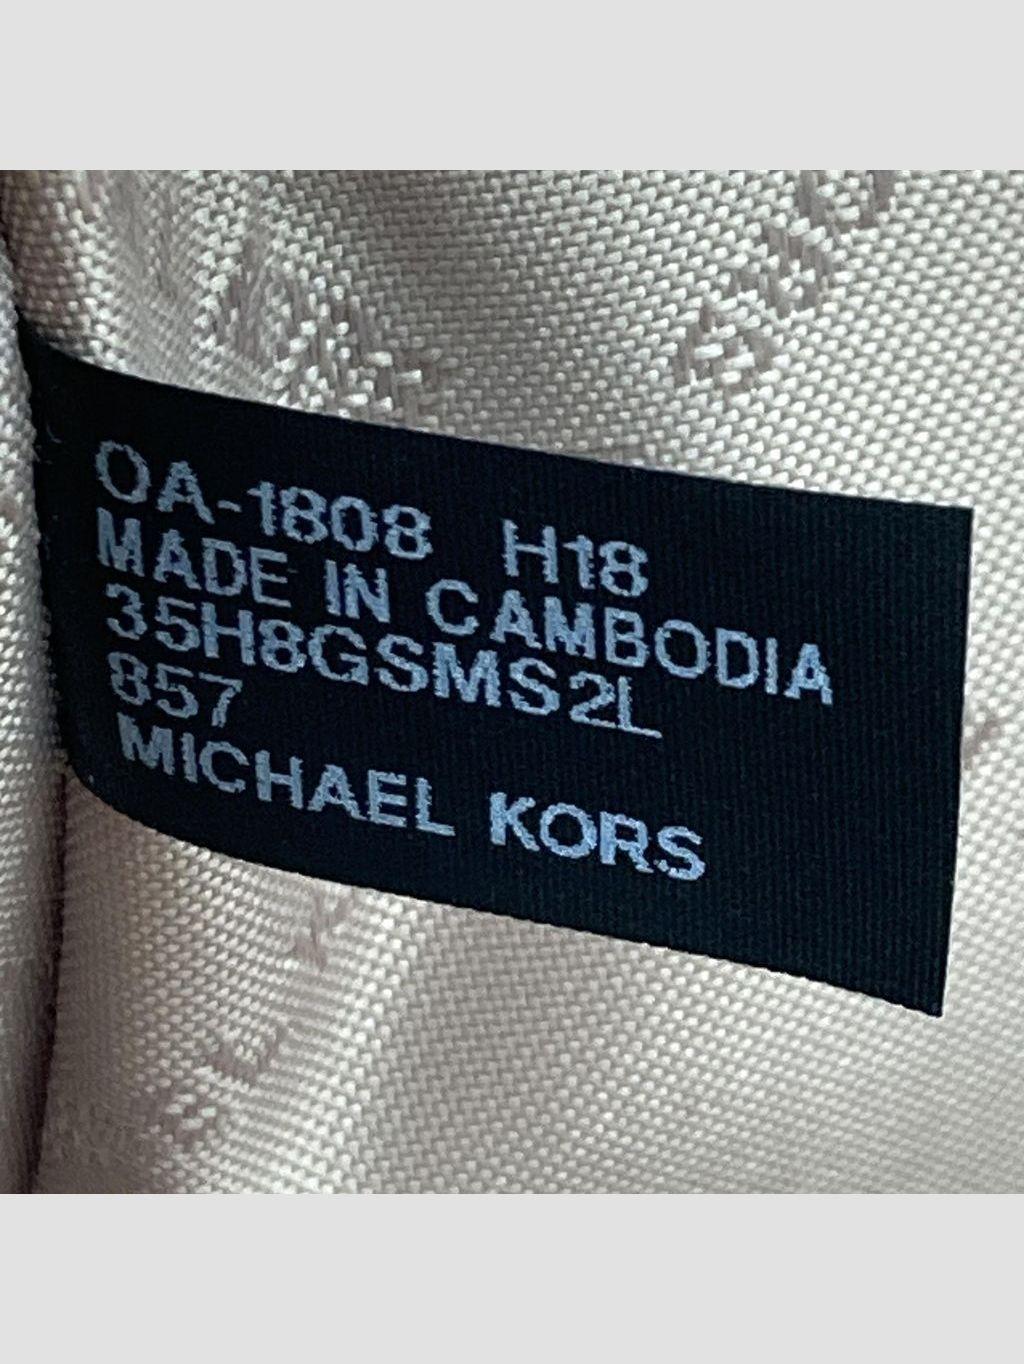 OA-1808 H18
MADE IN CAMBODIA
35H8GSMS2L
857
MICHAEL KORS